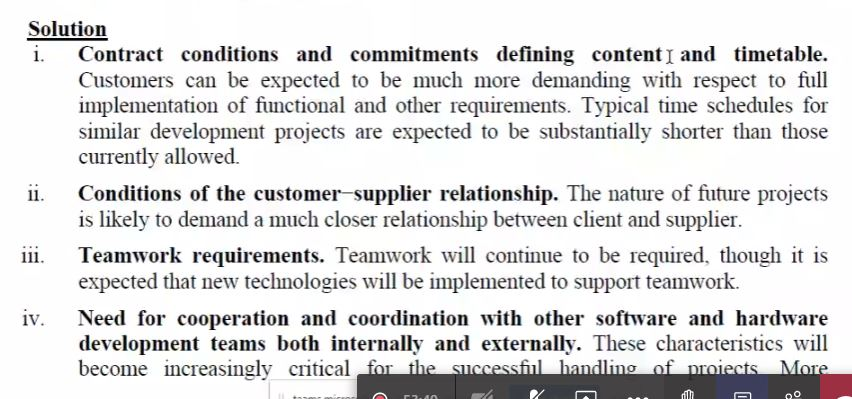 Solution
i. Contract conditions and commitments defining content and timetable.
Customers can be expected to be much more demanding with respect to full
implementation of functional and other requirements. Typical time schedules for
similar development projects are expected to be substantially shorter than those
currently allowed.
ii. Conditions of the customer–supplier relationship. The nature of future projects
is likely to demand a much closer relationship between client and supplier.
iii. Teamwork requirements. Teamwork will continue to be required, though it is
expected that new technologies will be implemented to support teamwork.
iv. Need for cooperation and coordination with other software and hardware
development teams both internally and externally. These characteristics will
become increasingly critical for the successful handling of projects. More